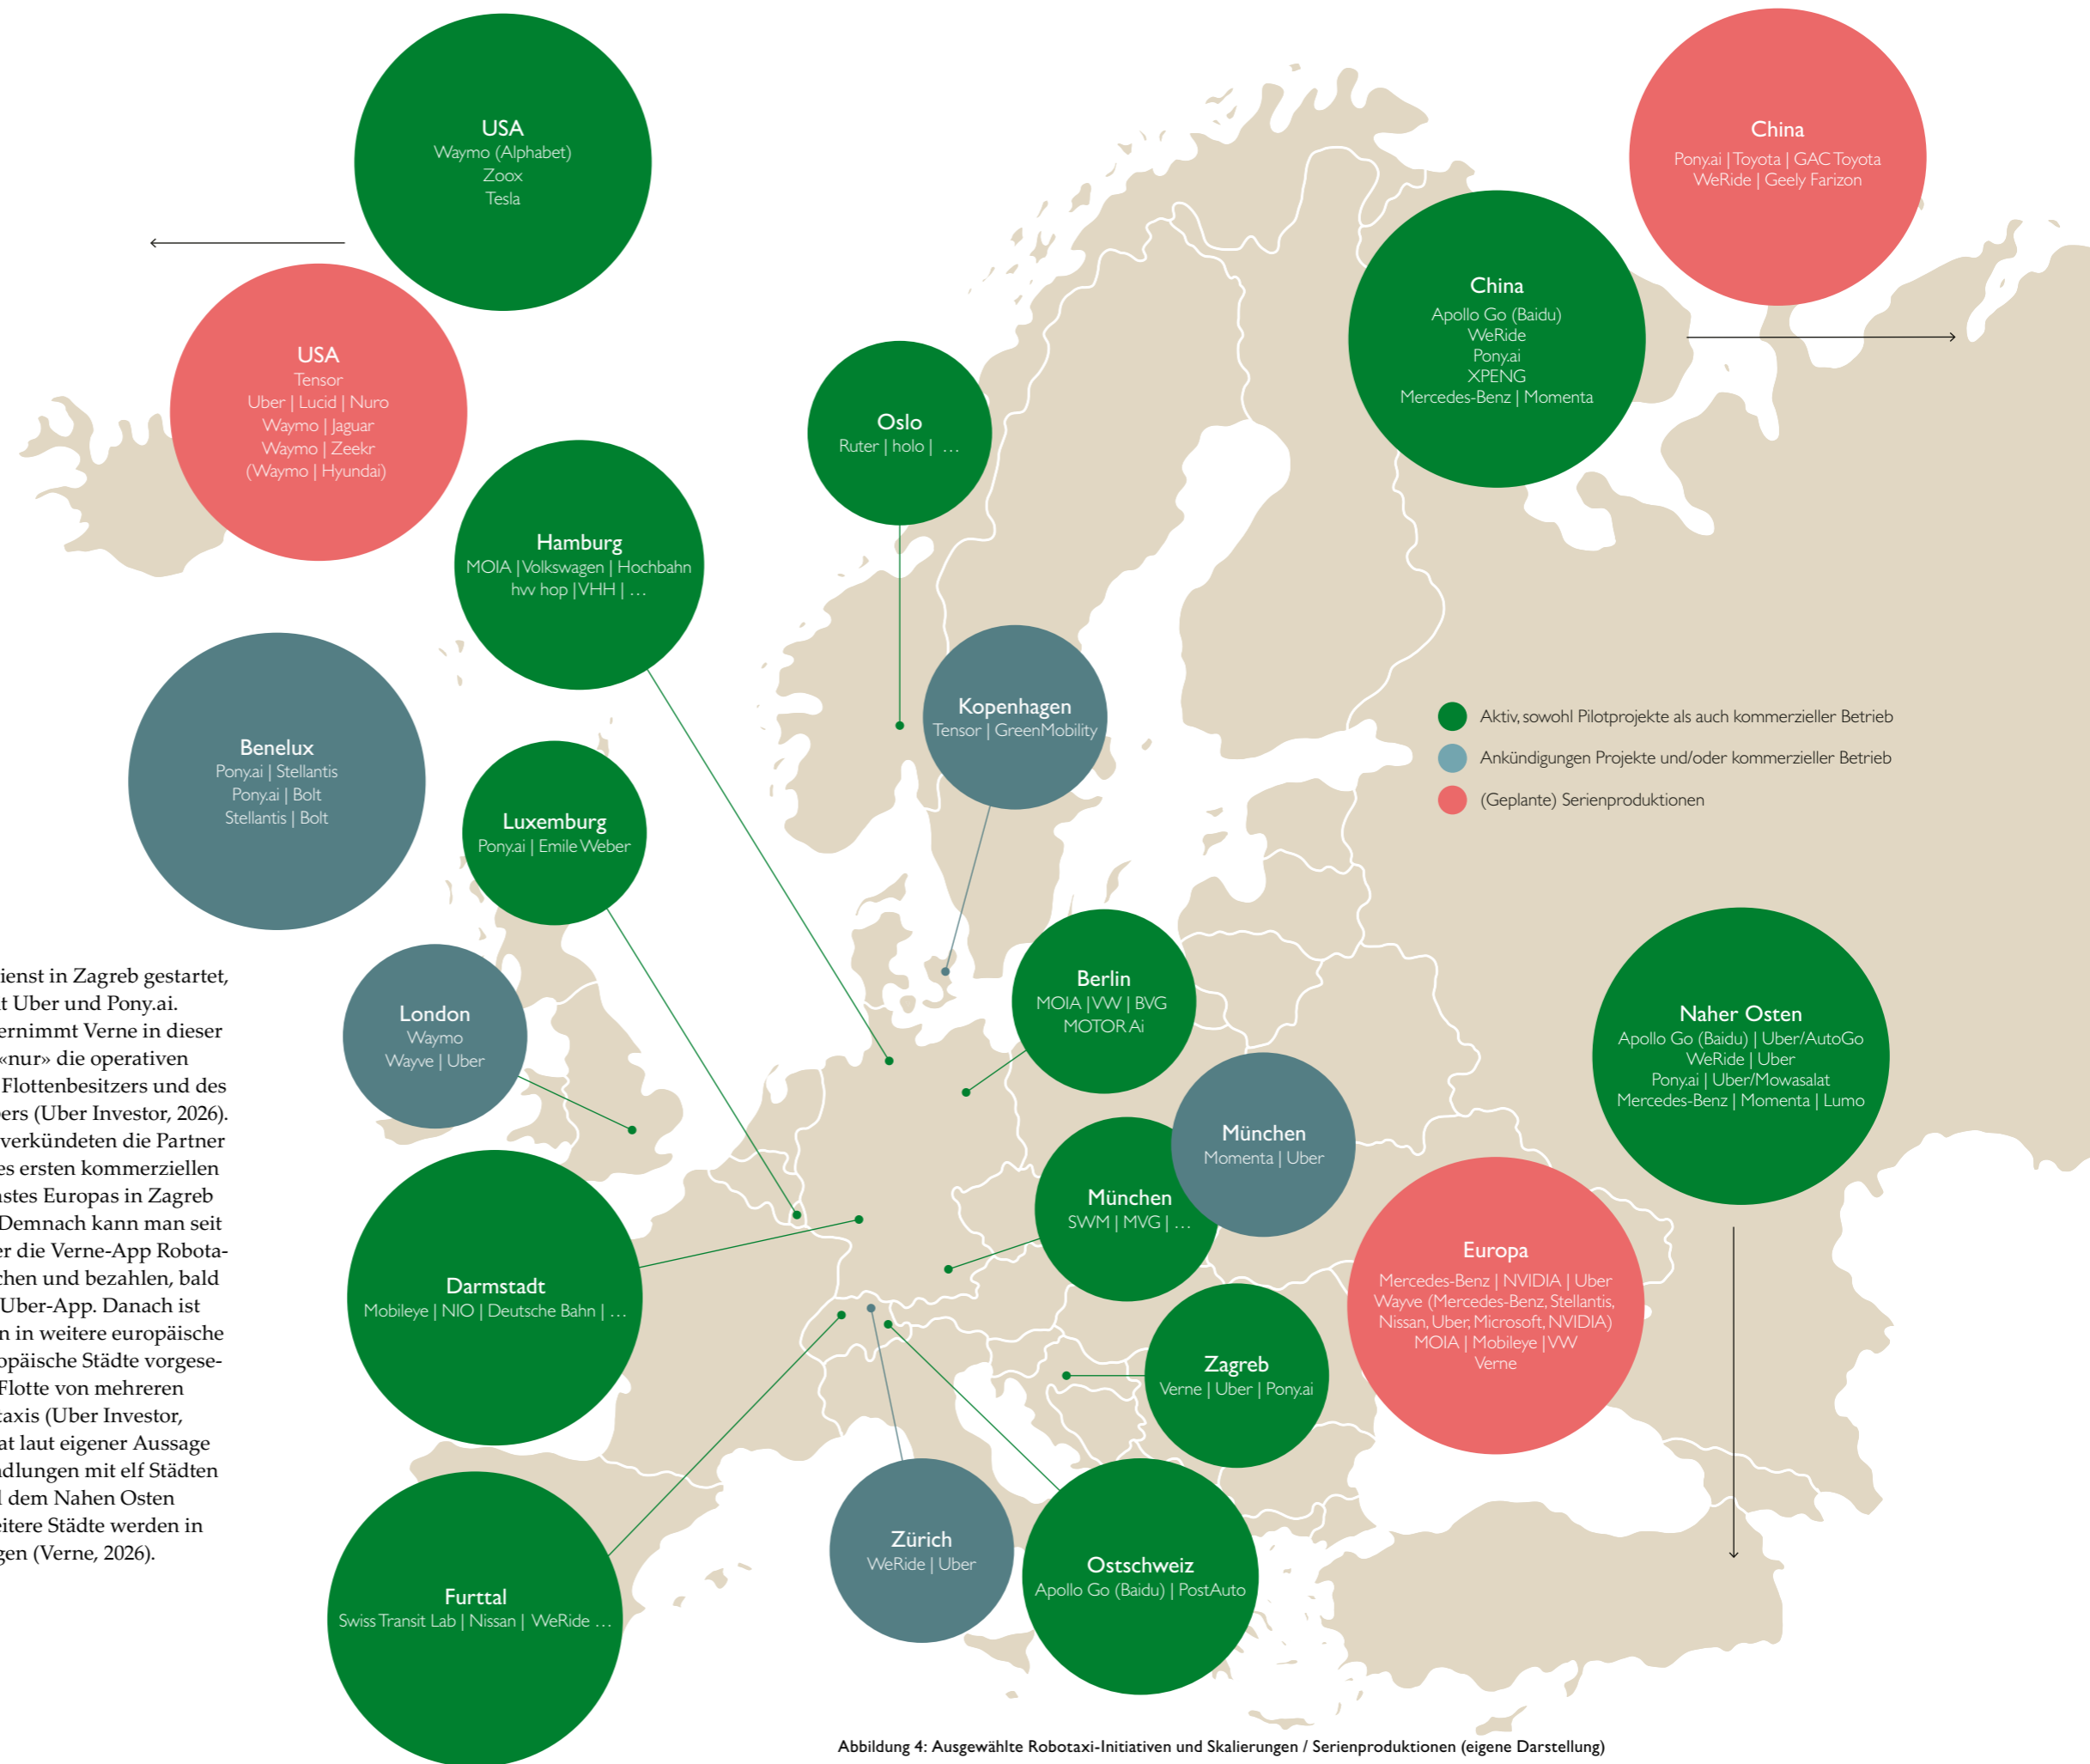 USA
Waymo (Alphabet)
Zoox
Tesla
China
Pony.ai | Toyota | GAC Toyota
WeRide | Geely Farizon
China
Apollo Go (Baidu)
WeRide
Pony.ai
XPENG
Mercedes-Benz | Momenta
USA
Tensor
Uber | Lucid | Nuro
Waymo | Jaguar
Waymo | Zeekr
(Waymo | Hyundai)
Oslo
Ruter | holo | …
Hamburg
MOIA | Volkswagen | Hochbahn
hvv hop | VHH | …
Kopenhagen
Tensor | GreenMobility
Benelux
Pony.ai | Stellantis
Pony.ai | Bolt
Stellantis | Bolt
Luxemburg
Pony.ai | Emile Weber
Aktiv, sowohl Pilotprojekte als auch kommerzieller Betrieb
Ankündigungen Projekte und/oder kommerzieller Betrieb
(Geplante) Serienproduktionen
ienst in Zagreb gestartet,
t Uber und Pony.ai.
ernimmt Verne in dieser
«nur» die operativen
Flottenbesitzers und des
bers (Uber Investor, 2026).
verkündeten die Partner
es ersten kommerziellen
nstes Europas in Zagreb
Demnach kann man seit
er die Verne-App Robota-
chen und bezahlen, bald
Uber-App. Danach ist
n in weitere europäische
opäische Städte vorgese-
Flotte von mehreren
taxis (Uber Investor,
at laut eigener Aussage
ndlungen mit elf Städten
d dem Nahen Osten
eitere Städte werden in
gen (Verne, 2026).
London
Waymo
Wayve | Uber
Berlin
MOIA | VW | BVG
MOTOR Ai
Naher Osten
Apollo Go (Baidu) | Uber/AutoGo
WeRide | Uber
Pony.ai | Uber/Mowasalat
Mercedes-Benz | Momenta | Lumo
München
Momenta | Uber
München
SWM | MVG | …
Darmstadt
Mobileye | NIO | Deutsche Bahn | …
Europa
Mercedes-Benz | NVIDIA | Uber
Wayve (Mercedes-Benz, Stellantis,
Nissan, Uber, Microsoft, NVIDIA)
MOIA | Mobileye | VW
Verne
Zagreb
Verne | Uber | Pony.ai
Zürich
WeRide | Uber
Ostschweiz
Apollo Go (Baidu) | PostAuto
Furttal
Swiss Transit Lab | Nissan | WeRide …
Abbildung 4: Ausgewählte Robotaxi-Initiativen und Skalierungen / Serienproduktionen (eigene Darstellung)